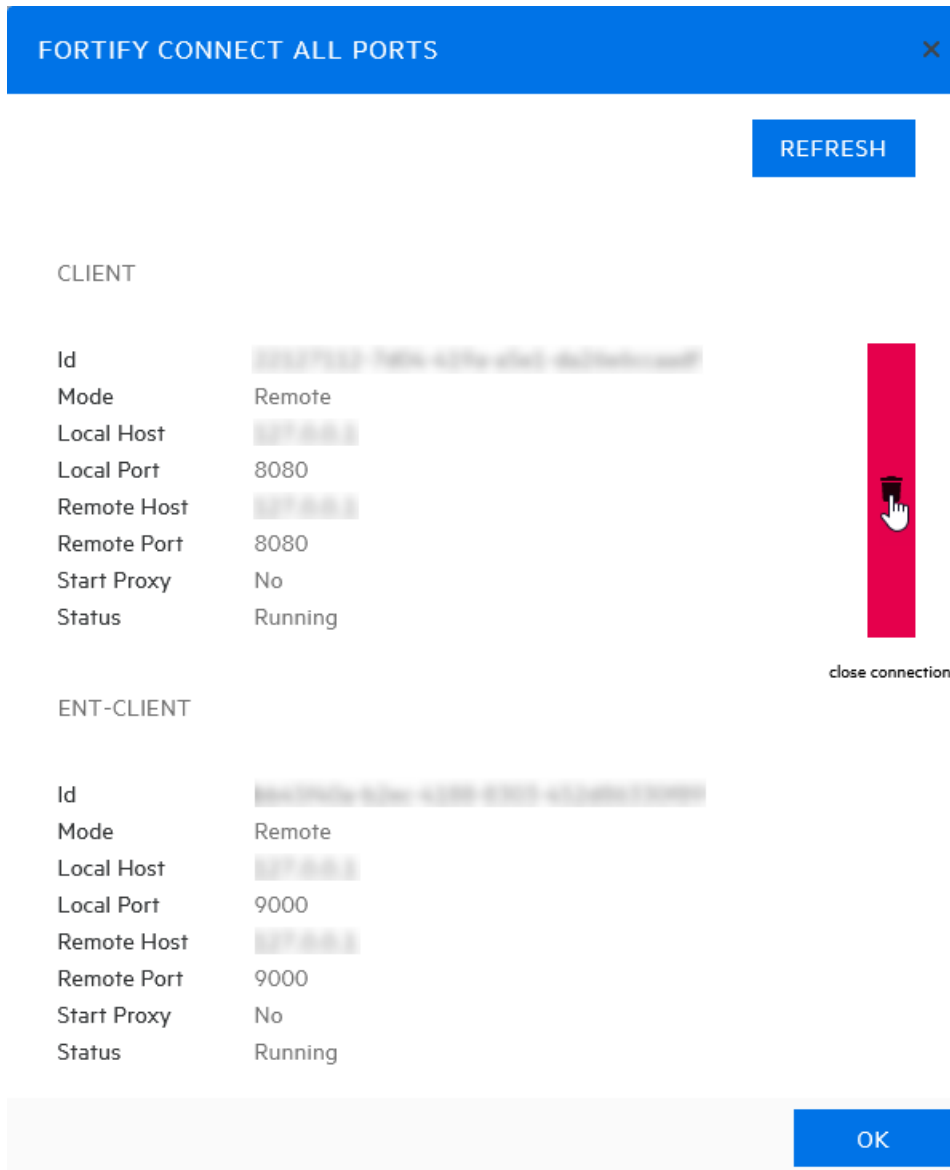 FORTIFY CONNECT ALL PORTS
REFRESH
CLIENT
Id
Mode Remote
Local Host
Local Port 8080
Remote Host
Remote Port 8080
Start Proxy No
Status Running
close connection
ENT-CLIENT
Id
Mode Remote
Local Host
Local Port 9000
Remote Host
Remote Port 9000
Start Proxy No
Status Running
OK